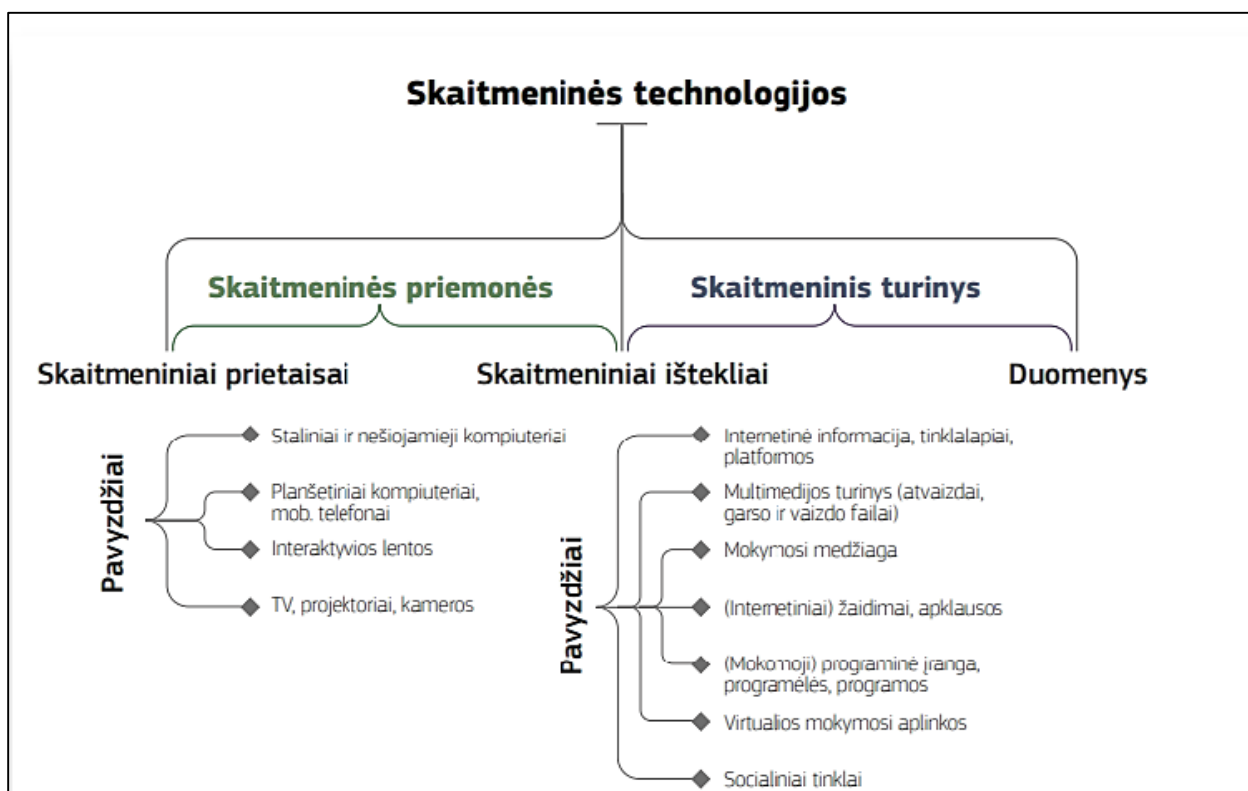 Skaitmeninės technologijos
Skaitmeninės priemonės
Skaitmeninis turinys
Skaitmeniniai prietaisai
Skaitmeniniai ištekliai
Duomenys
Pavyzdžiai
Staliniai ir nešiojamieji kompiuteriai
Planšetiniai kompiuteriai,
mob. telefonai
Interaktyvios lentos
TV, projektoriai, kameros
Pavyzdžiai
Internetinė informacija, tinklalapiai,
platformos
Multimedijos turinys (atvaizdai,
garso ir vaizdo failai)
Mokymosi medžiaga
(Internetiniai) žaidimai, apklausos
(Mokomoji) programinė įranga,
programėlės, programos
Virtualios mokymosi aplinkos
Socialiniai tinklai